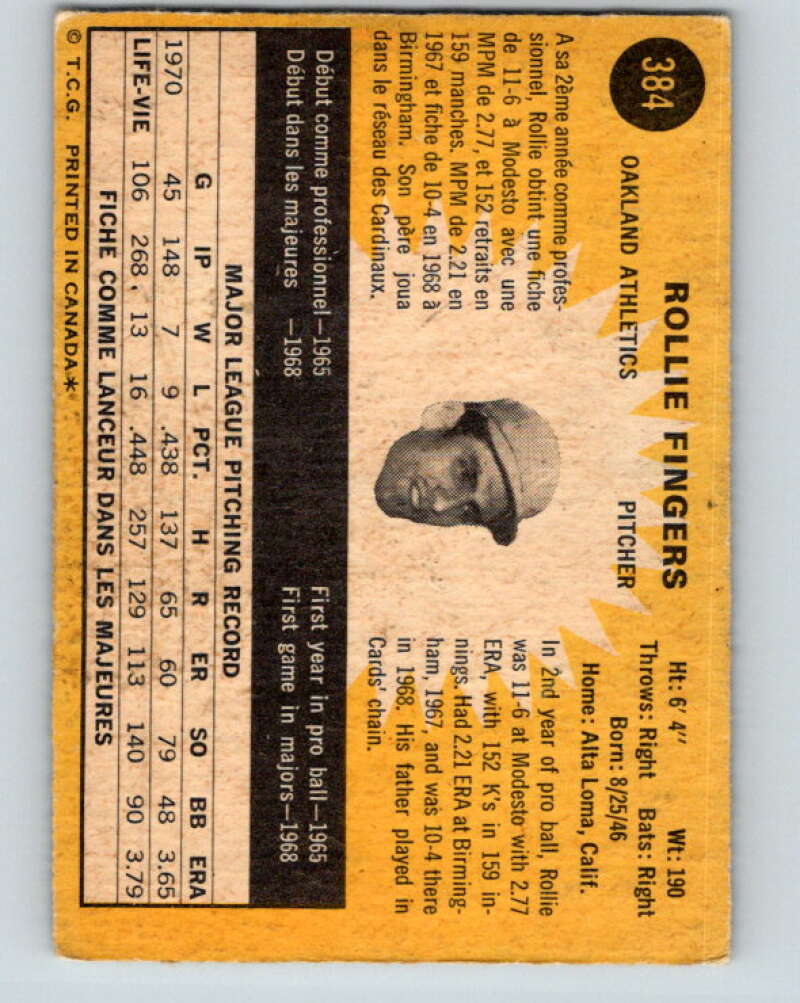 384
ROLLIE FINGERS
OAKLAND ATHLETICS PITCHER
Ht: 6' 4" Wt: 190
Throws: Right Bats: Right
Born: 8/25/46
Home: Alta Loma, Calif.
A sa 2ème année comme profes-
sionnel, Rollie obtint une fiche
de 11-6 à Modesto avec une
MPM de 2.77, et 152 retraits en
159 manches. MPM de 2.21 en
1967 et fiche de 10-4 en 1968 à
Birmingham. Son père joua
dans le réseau des Cardinaux.
In 2nd year of pro ball, Rollie
was 11-6 at Modesto with 2.77
ERA, with 152 K's in 159 in-
nings. Had 2.21 ERA at Birming-
ham, 1967, and was 10-4 there
in 1968. His father played in
Cards' chain.
Début comme professionnel—1965 First year in pro ball—1965
Début dans les majeures —1968 First game in majors—1968
MAJOR LEAGUE PITCHING RECORD
G IP W L PCT. H R ER SO BB ERA
1970 45 148 7 9 .438 137 65 60 79 48 3.65
LIFE-VIE 106 268 13 16 .448 257 129 113 140 90 3.79
FICHE COMME LANCEUR DANS LES MAJEURES
© T.C.G. PRINTED IN CANADA*